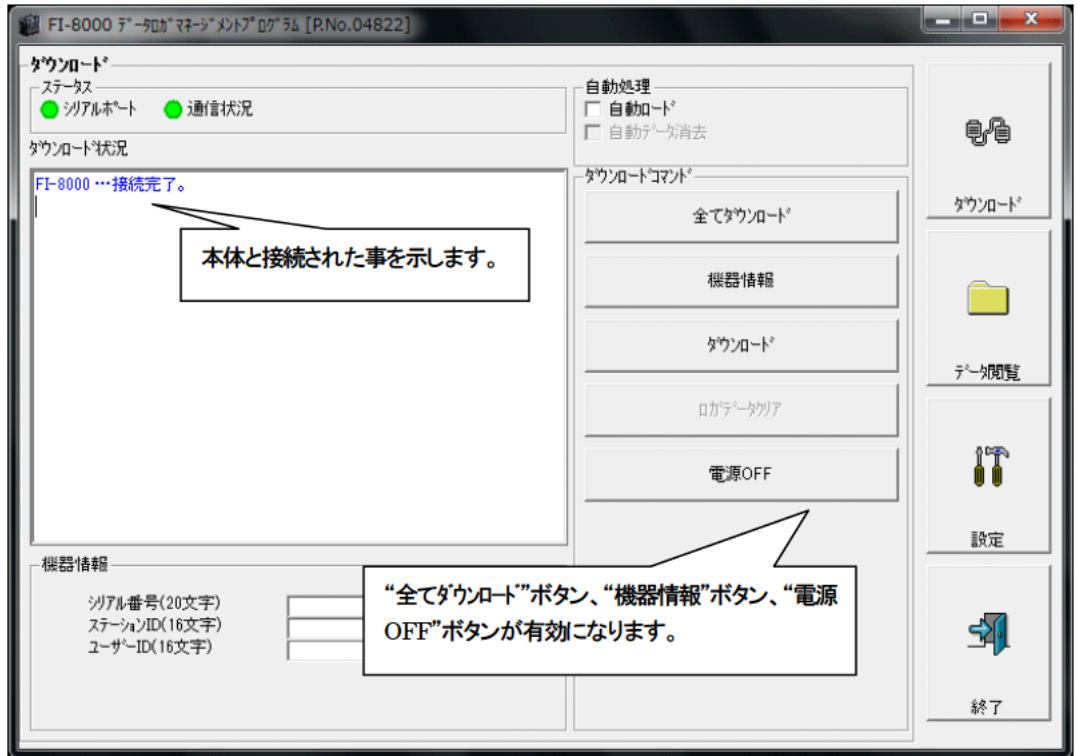 FI-8000 ﾃﾞｰﾀﾛｶﾞﾏﾈｰｼﾞﾒﾝﾄﾌﾟﾛｸﾞﾗﾑ [P.No.04822]
ﾀﾞｳﾝﾛｰﾄﾞ
ｽﾃｰﾀｽ
ｼﾘｱﾙﾎﾟｰﾄ 通信状況
自動処理
自動ﾛｰﾄﾞ
自動ﾃﾞｰﾀ消去
ﾀﾞｳﾝﾛｰﾄﾞ状況
FI-8000 …接続完了。
本体と接続された事を示します。
ﾀﾞｳﾝﾛｰﾄﾞｺﾏﾝﾄﾞ
全てﾀﾞｳﾝﾛｰﾄﾞ
機器情報
ﾀﾞｳﾝﾛｰﾄﾞ
ﾛｶﾞﾃﾞｰﾀｸﾘｱ
電源OFF
“全てﾀﾞｳﾝﾛｰﾄﾞ”ボタン、“機器情報”ボタン、“電源
OFF”ボタンが有効になります。
機器情報
ｼﾘｱﾙ番号(20文字)
ｽﾃｰｼｮﾝID(16文字)
ﾕｰｻﾞｰID(16文字)
ﾀﾞｳﾝﾛｰﾄﾞ
ﾃﾞｰﾀ閲覧
設定
終了